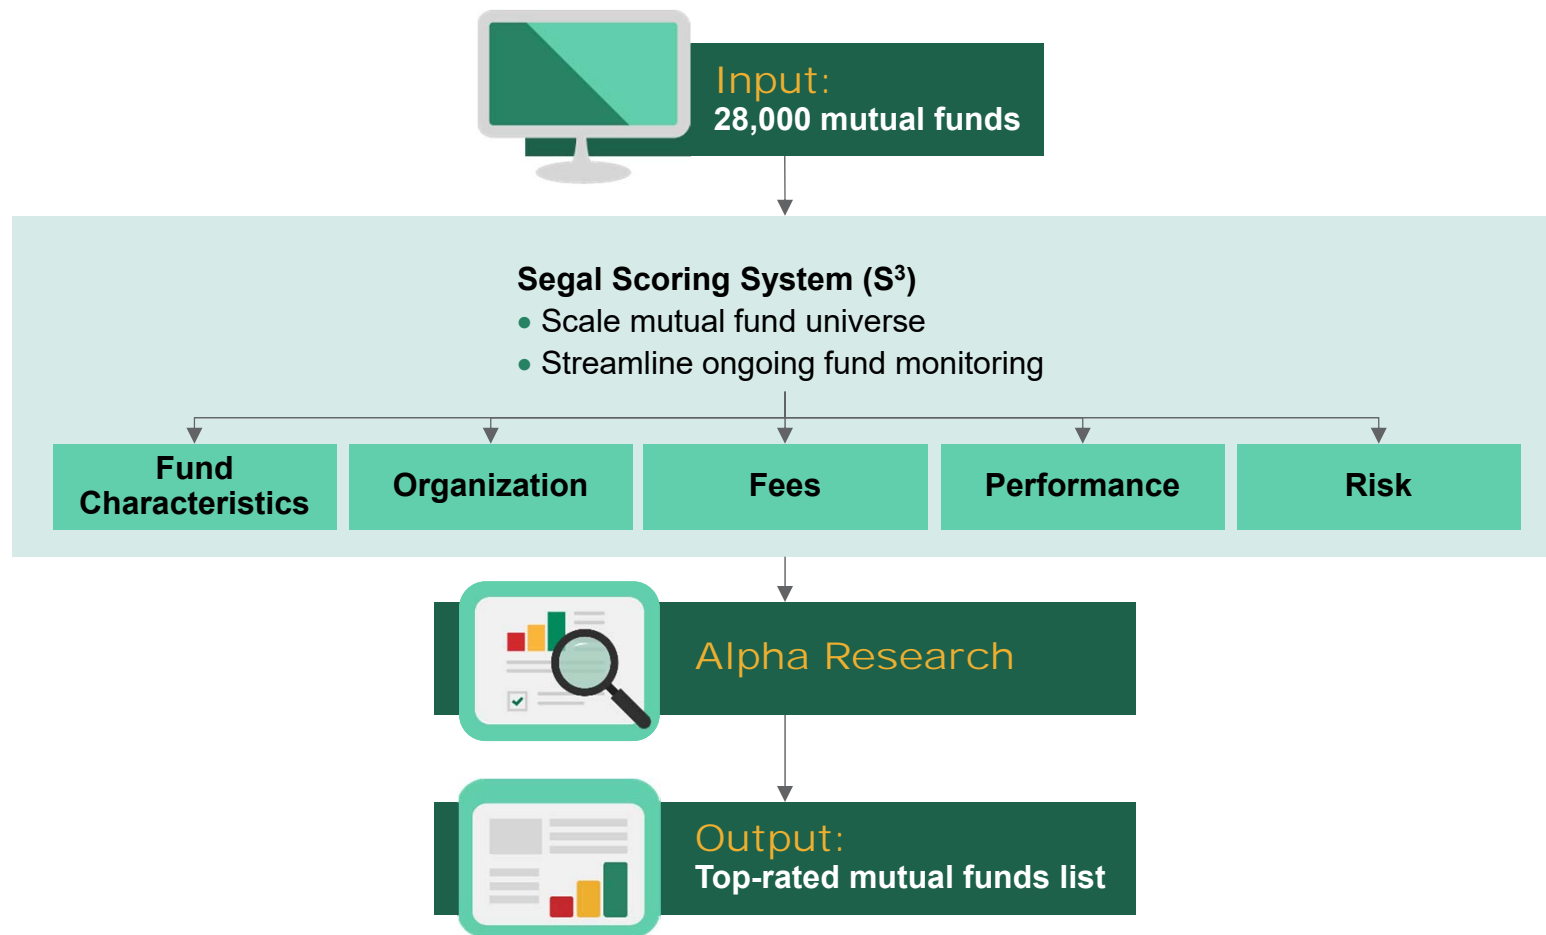 Input:
28,000 mutual funds
Segal Scoring System (S³)
• Scale mutual fund universe
• Streamline ongoing fund monitoring
Fund
Characteristics
Organization
Fees
Performance
Risk
Alpha Research
Output:
Top-rated mutual funds list